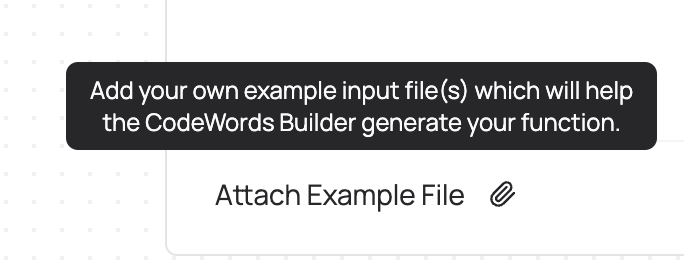 Add your own example input file(s) which will help
the CodeWords Builder generate your function.
Attach Example File